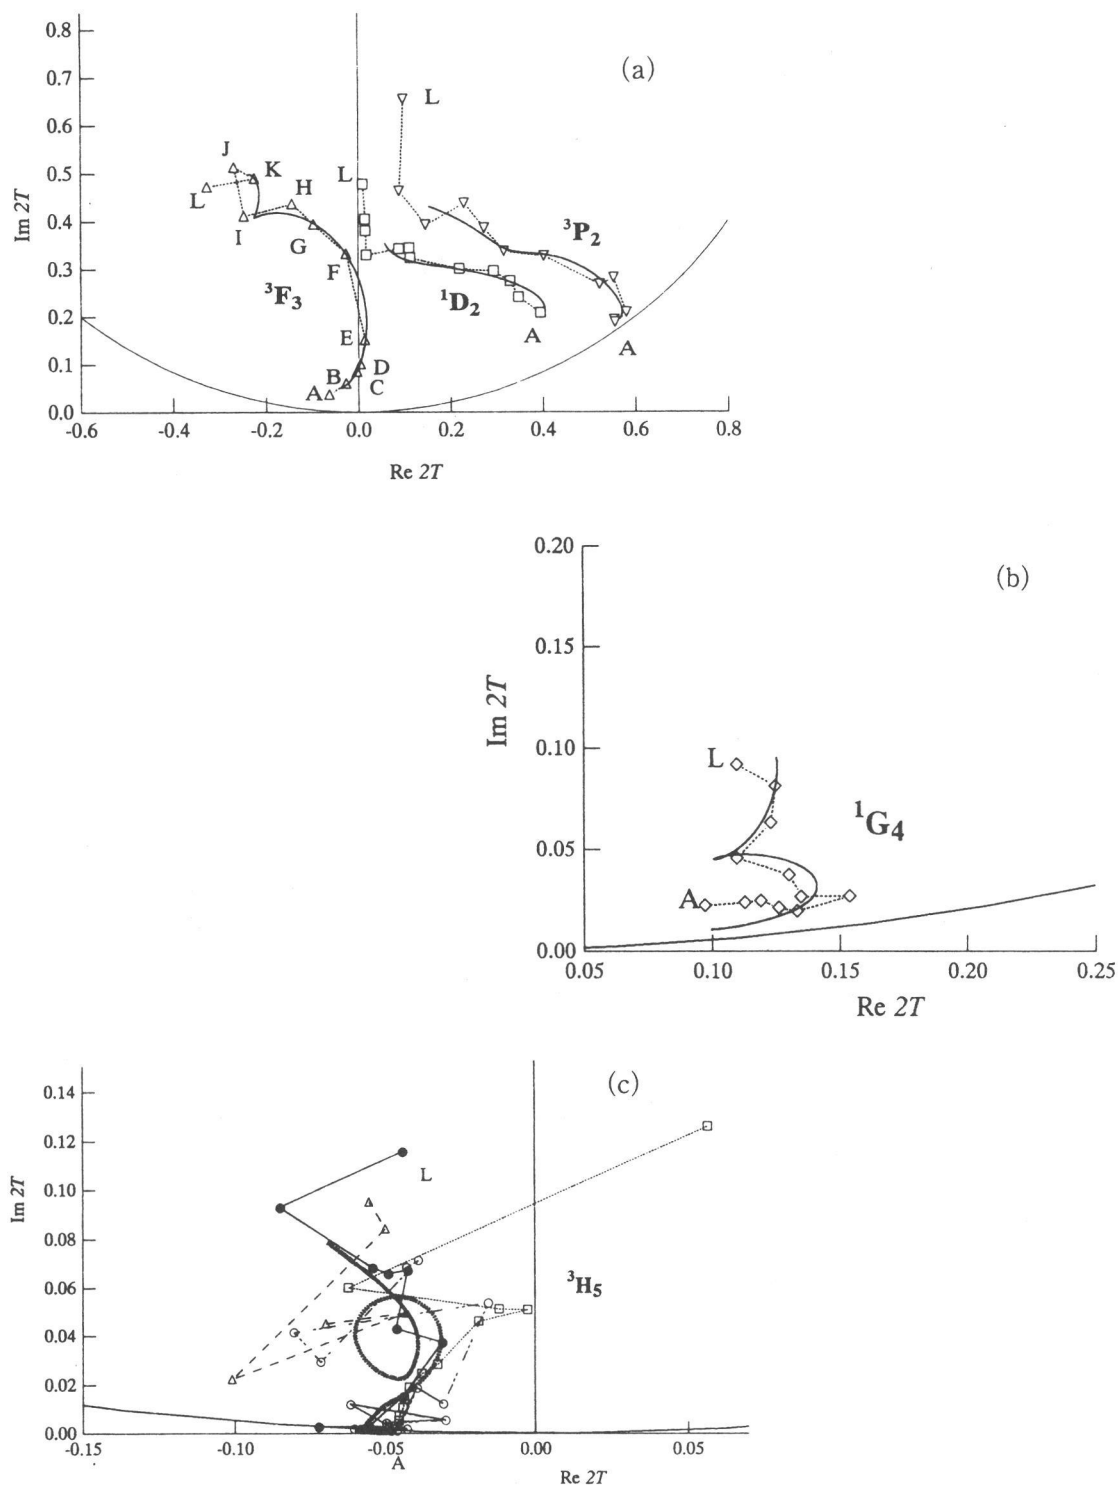 0.8
(a)
0.7
L
0.6
J
K
0.5
L
H
L
Im 2T
0.4
I
G
³P₂
0.3
F
³F₃
¹D₂
0.2
E
A
A
0.1
B
D
A
C
0.0
-0.6
-0.4
-0.2
0.0
0.2
0.4
0.6
0.8
Re 2T
0.20
(b)
0.15
Im 2T
0.10
L
¹G₄
0.05
A
0.00
0.05
0.10
0.15
0.20
0.25
Re 2T
(c)
0.14
0.12
L
Im 2T
0.10
0.08
³H₅
0.06
0.04
0.02
0.00
-0.15
-0.10
-0.05
0.00
0.05
A
Re 2T